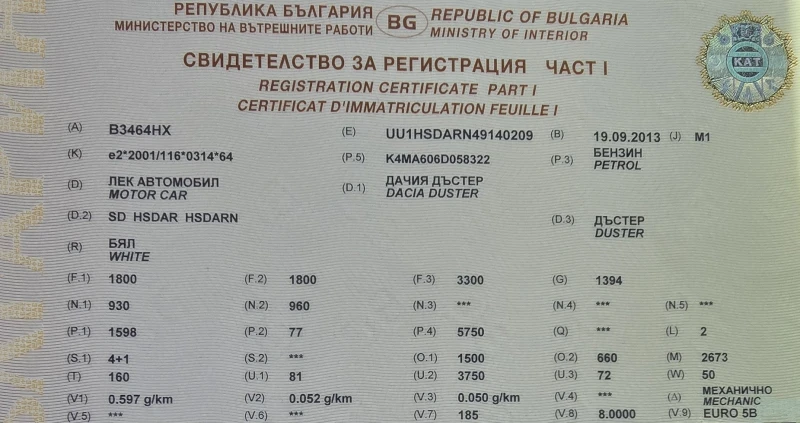 РЕПУБЛИКА БЪЛГАРИЯ BG REPUBLIC OF BULGARIA
МИНИСТЕРСТВО НА ВЪТРЕШНИТЕ РАБОТИ MINISTRY OF INTERIOR
СВИДЕТЕЛСТВО ЗА РЕГИСТРАЦИЯ ЧАСТ I
REGISTRATION CERTIFICATE PART I
CERTIFICAT D'IMMATRICULATION FEUILLE I
КАТ
(A) B3464HX (E) UU1HSDARN49140209 (B) 19.09.2013 (J) M1
(K) e2*2001/116*0314*64 (P.5) K4MA606D058322 (P.3) БЕНЗИН
PETROL
(D) ЛЕК АВТОМОБИЛ (D.1) ДАЧИЯ ДЪСТЕР
MOTOR CAR DACIA DUSTER
(D.2) SD HSDAR HSDARN (D.3) ДЪСТЕР
DUSTER
(R) БЯЛ
WHITE
(F.1) 1800 (F.2) 1800 (F.3) 3300 (G) 1394
(N.1) 930 (N.2) 960 (N.3) *** (N.4) *** (N.5) ***
(P.1) 1598 (P.2) 77 (P.4) 5750 (Q) *** (L) 2
(S.1) 4+1 (S.2) *** (O.1) 1500 (O.2) 660 (M) 2673
(T) 160 (U.1) 81 (U.2) 3750 (U.3) 72 (W) 50
(V1) 0.597 g/km (V2) 0.052 g/km (V.3) 0.050 g/km (V.4) *** (Δ) МЕХАНИЧНО
MECHANIC
(V.5) *** (V.6) *** (V.7) 185 (V.8) 8.0000 (V.9) EURO 5B